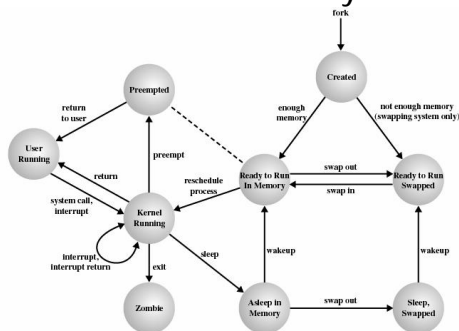 y
fork
Created
Preempted
return
to user
enough
memory
not enough memory
(swapping system only)
User
Running
preempt
return
reschedule
process
Ready to Run
In Memory
swap out
swap in
Ready to Run
Swapped
system call,
interrupt
Kernel
Running
interrupt,
interrupt return
sleep
wakeup
wakeup
exit
Zombie
Asleep in
Memory
swap out
Sleep,
Swapped